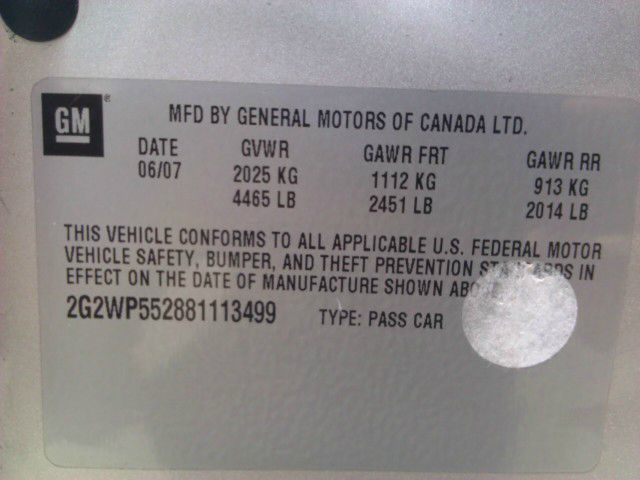 GM
MFD BY GENERAL MOTORS OF CANADA LTD.
DATE GVWR GAWR FRT GAWR RR
06/07 2025 KG 1112 KG 913 KG
4465 LB 2451 LB 2014 LB
THIS VEHICLE CONFORMS TO ALL APPLICABLE U.S. FEDERAL MOTOR
VEHICLE SAFETY, BUMPER, AND THEFT PREVENTION STANDARDS IN
EFFECT ON THE DATE OF MANUFACTURE SHOWN
2G2WP552881113499 TYPE: PASS CAR